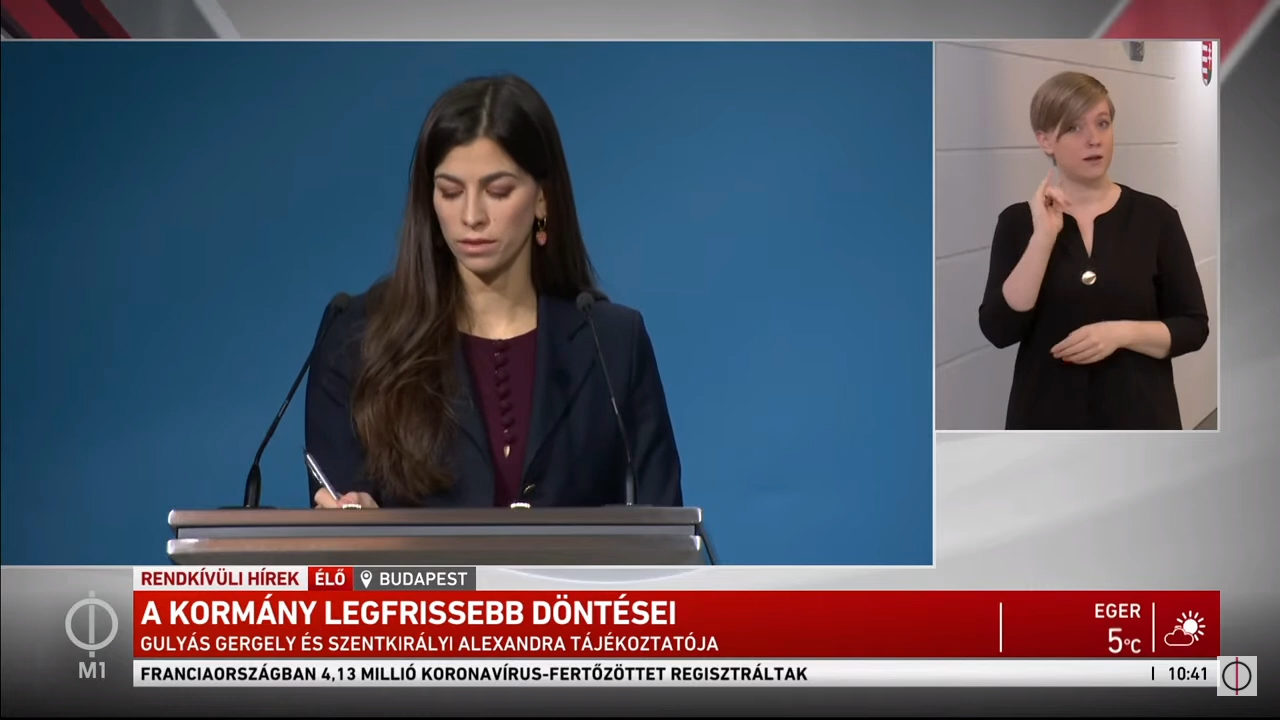 RENDKÍVÜLI HÍREK ÉLŐ BUDAPEST
A KORMÁNY LEGFRISSEBB DÖNTÉSEI
GULYÁS GERGELY ÉS SZENTKIRÁLYI ALEXANDRA TÁJÉKOZTATÓJA
EGER
5°C
M1
FRANCIAORSZÁGBAN 4,13 MILLIÓ KORONAVÍRUS-FERTŐZÖTTET REGISZTRÁLTAK
10:41